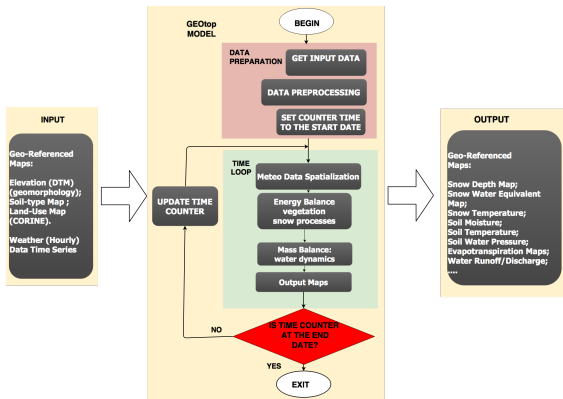 GEOtop
MODEL
BEGIN
DATA
PREPARATION
GET INPUT DATA
DATA PREPROCESSING
SET COUNTER TIME
TO THE START DATE
INPUT
Geo-Referenced
Maps:
Elevation (DTM)
(geomorphology);
Soil-type Map ;
Land-Use Map
(CORINE).
Weather (Hourly)
Data Time Series
UPDATE TIME
COUNTER
TIME
LOOP
Meteo Data Spatialization
Energy Balance
vegetation
snow processes
Mass Balance:
water dynamics
Output Maps
IS TIME COUNTER
AT THE END
DATE?
NO
YES
EXIT
OUTPUT
Geo-Referenced
Maps:
Snow Depth Map;
Snow Water Equivalent
Map;
Snow Temperature;
Soil Moisture;
Soil Temperature;
Soil Water Pressure;
Evapotranspiration Maps;
Water Runoff/Discharge;
....